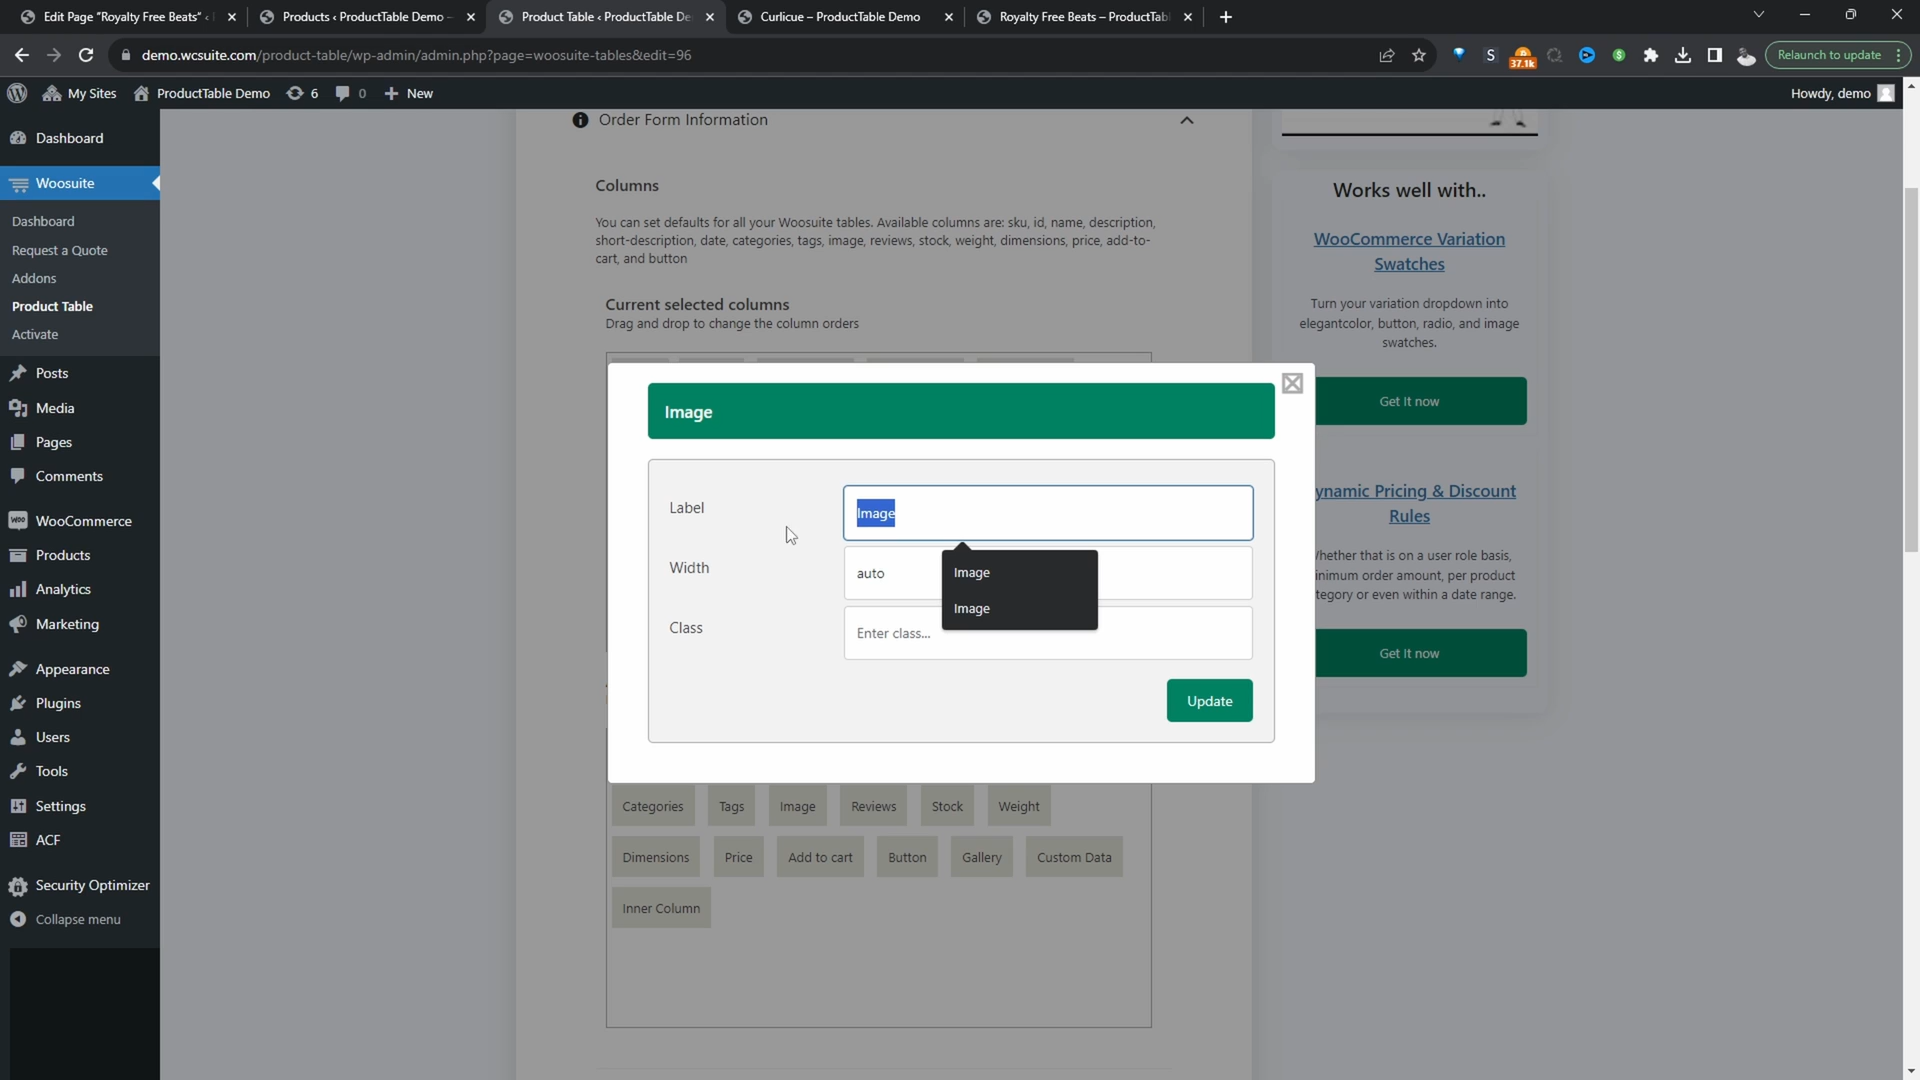 Edit Page "Royalty Free Beats" ‹
Products ‹ ProductTable Demo –
Product Table ‹ ProductTable De
Curlicue – ProductTable Demo
Royalty Free Beats – ProductTabl
demo.wcsuite.com/product-table/wp-admin/admin.php?page=woosuite-tables&edit=96
S
37.1k
Relaunch to update
My Sites
ProductTable Demo
6
0
New
Howdy, demo
Dashboard
Woosuite
Dashboard
Request a Quote
Addons
Product Table
Activate
Posts
Media
Pages
Comments
WooCommerce
Products
Analytics
Marketing
Appearance
Plugins
Users
Tools
Settings
ACF
Security Optimizer
Collapse menu
Order Form Information
Columns
You can set defaults for all your Woosuite tables. Available columns are: sku, id, name, description,
short-description, date, categories, tags, image, reviews, stock, weight, dimensions, price, add-to-
cart, and button
Current selected columns
Drag and drop to change the column orders
Image
Label
Image
Width
auto
Image
Image
Class
Enter class...
Update
Categories
Tags
Image
Reviews
Stock
Weight
Dimensions
Price
Add to cart
Button
Gallery
Custom Data
Inner Column
Works well with..
WooCommerce Variation
Swatches
Turn your variation dropdown into
elegantcolor, button, radio, and image
swatches.
Get It now
ynamic Pricing & Discount
Rules
hether that is on a user role basis,
inimum order amount, per product
tegory or even within a date range.
Get It now